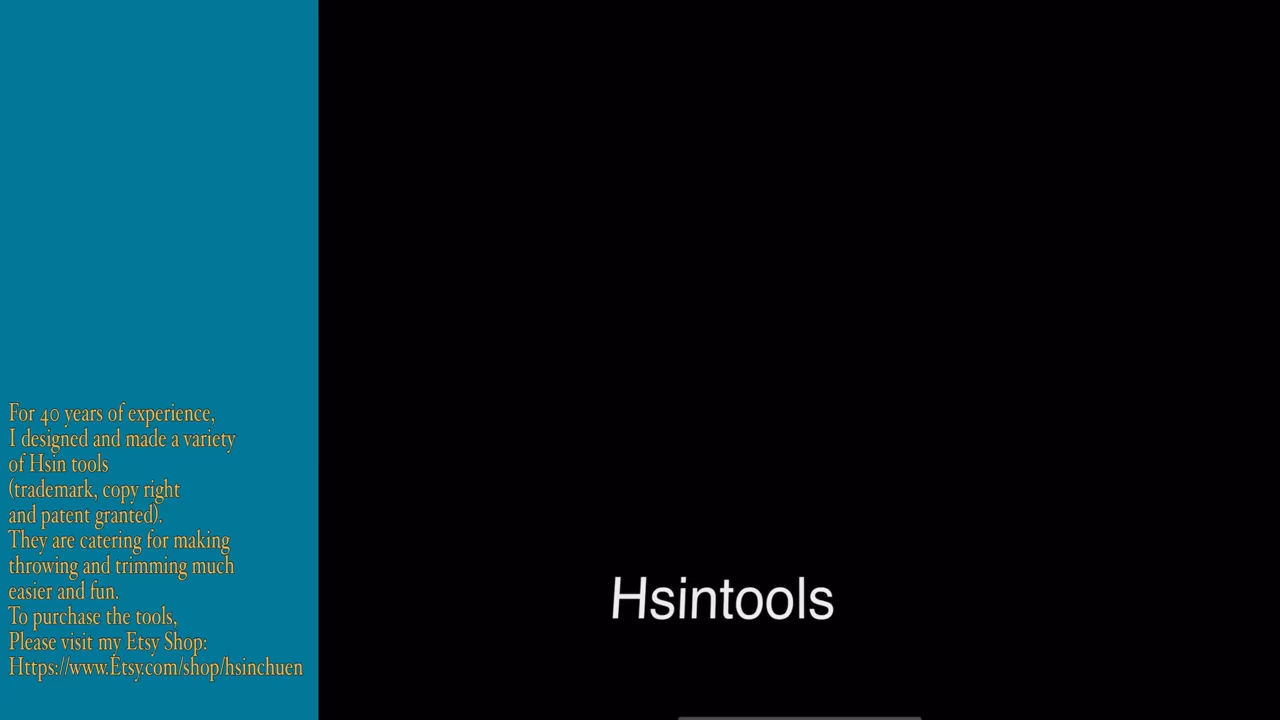 For 40 years of experience,
I designed and made a variety
of Hsin tools
(trademark, copy right
and patent granted).
They are catering for making
throwing and trimming much
easier and fun.
To purchase the tools,
Please visit my Etsy Shop:
Https://www.Etsy.com/shop/hsinchuen
Hsintools